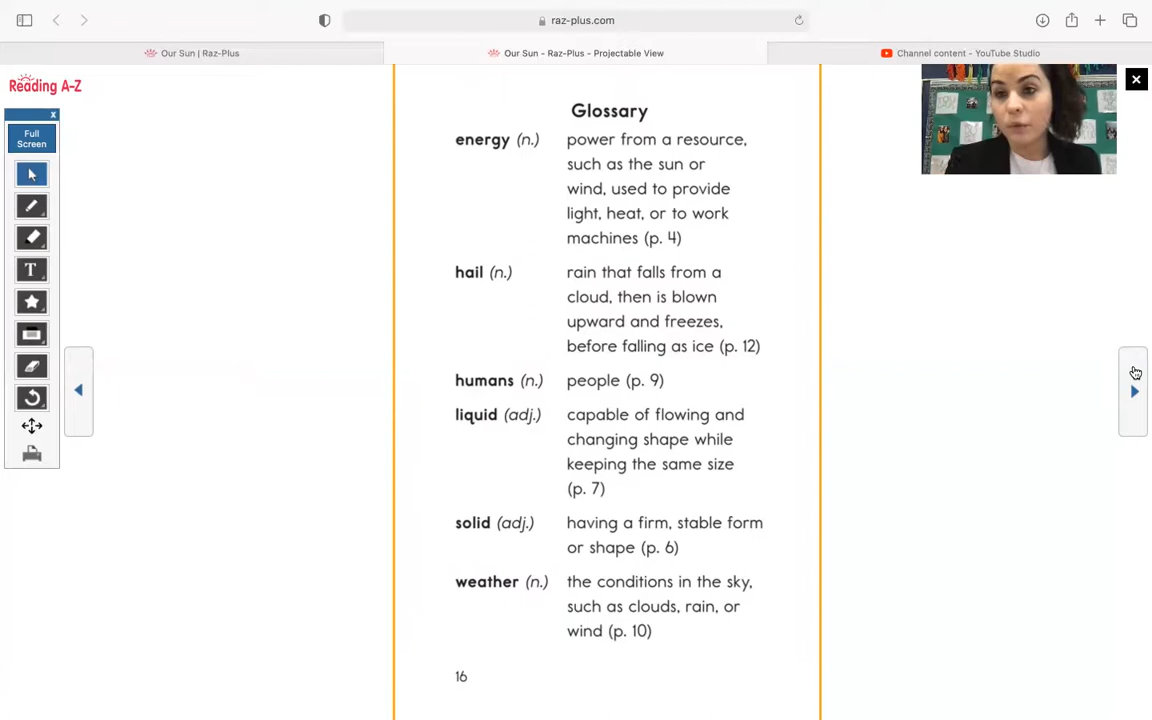 raz-plus.com
Our Sun | Raz-Plus
Our Sun - Raz-Plus - Projectable View
Channel content - YouTube Studio
Reading A-Z
x
Full
Screen
T
Glossary
energy (n.) power from a resource,
such as the sun or
wind, used to provide
light, heat, or to work
machines (p. 4)
hail (n.) rain that falls from a
cloud, then is blown
upward and freezes,
before falling as ice (p. 12)
humans (n.) people (p. 9)
liquid (adj.) capable of flowing and
changing shape while
keeping the same size
(p. 7)
solid (adj.) having a firm, stable form
or shape (p. 6)
weather (n.) the conditions in the sky,
such as clouds, rain, or
wind (p. 10)
16